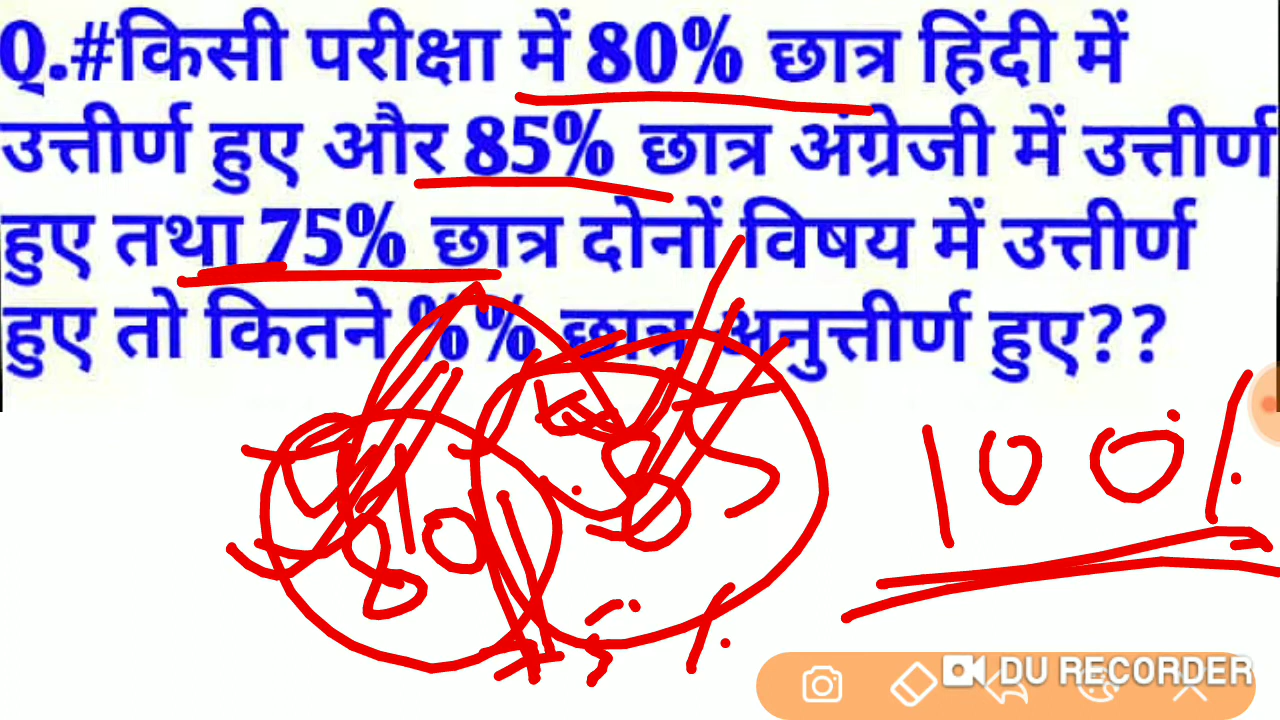 Q.#किसी परीक्षा में 80% छात्र हिंदी में
उत्तीर्ण हुए और 85% छात्र अंग्रेजी में उत्तीर्ण
हुए तथा 75% छात्र दोनों विषय में उत्तीर्ण
हुए तो कितने %% छात्र अनुत्तीर्ण हुए??
80 85
100%
DU RECORDER